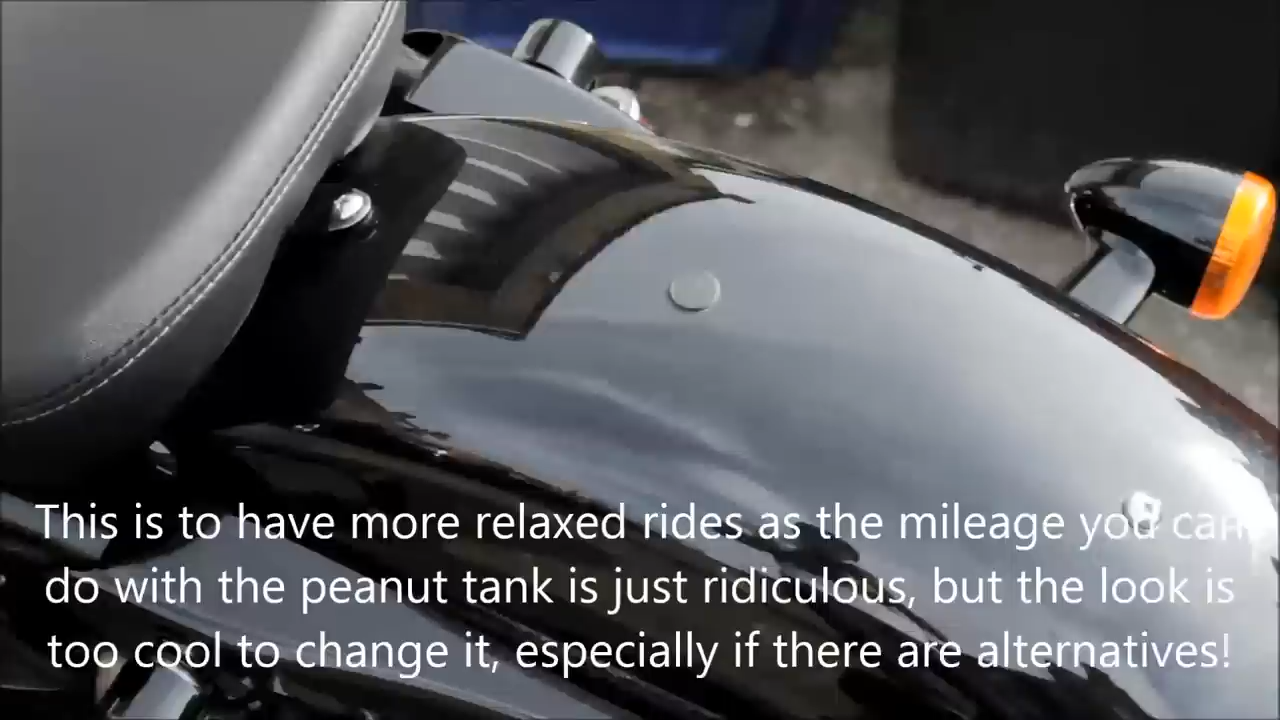 This is to have more relaxed rides as the mileage you can
do with the peanut tank is just ridiculous, but the look is
too cool to change it, especially if there are alternatives!